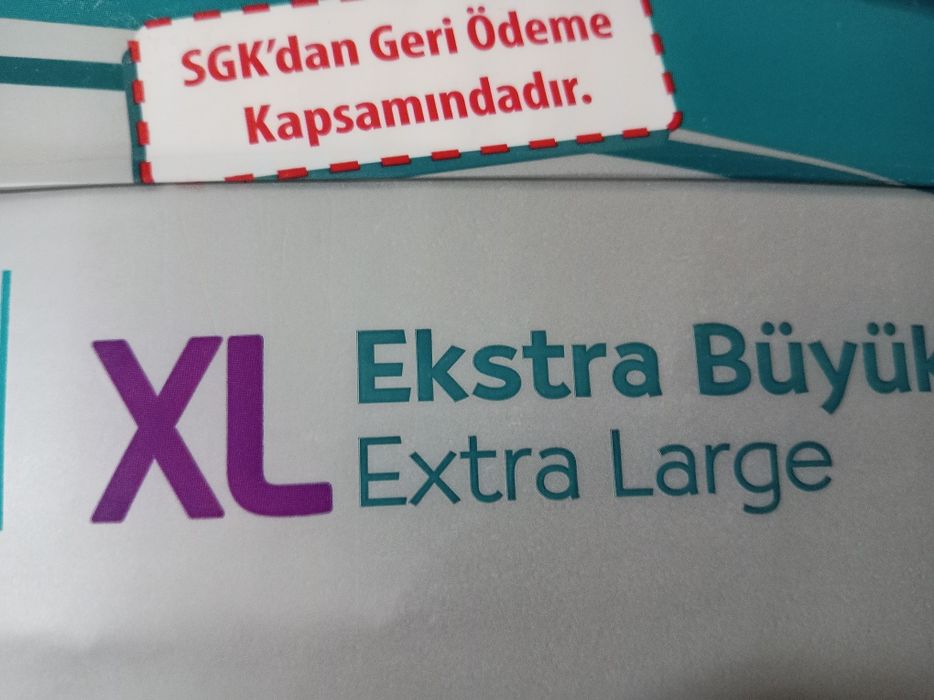 SGK'dan Geri Ödeme
Kapsamındadır.
XL
Ekstra Büyük
Extra Large